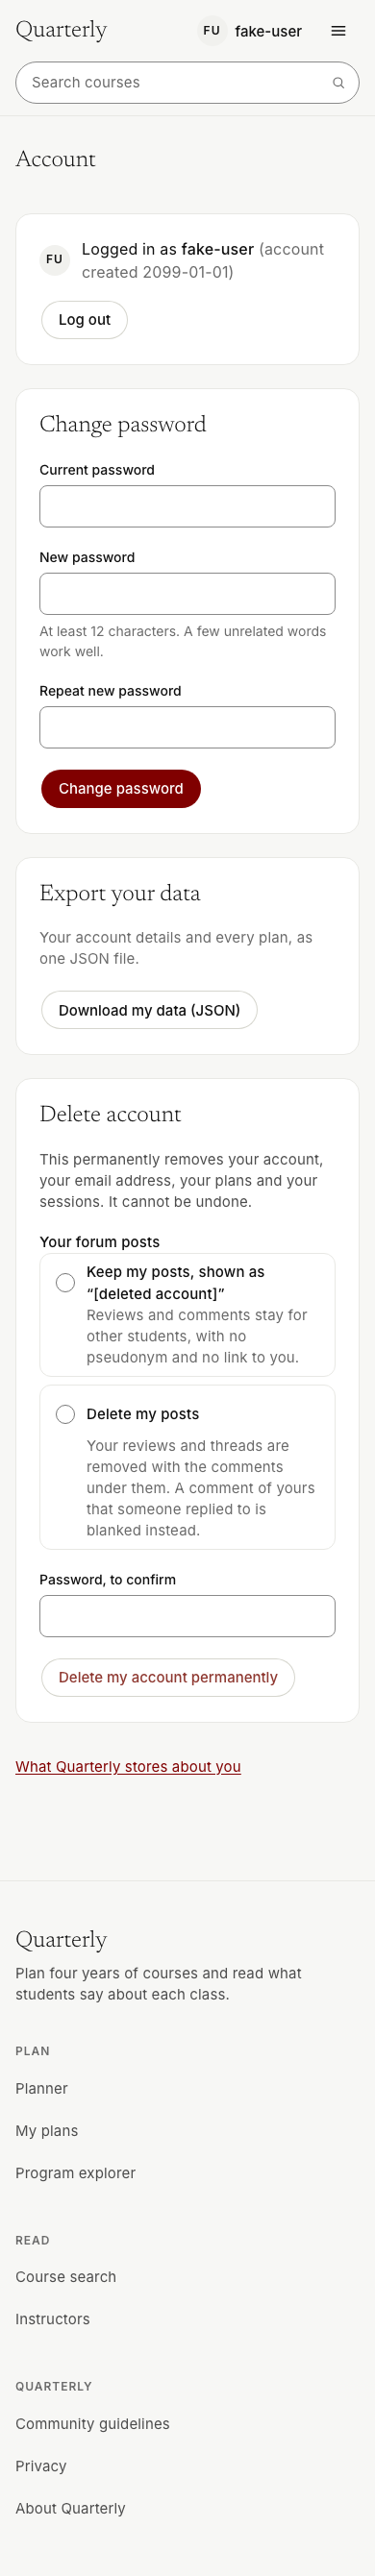 Quarterly
FU fake-user
Search courses
Account
FU
Logged in as fake-user (account
created 2099-01-01)
Log out
Change password
Current password
New password
At least 12 characters. A few unrelated words
work well.
Repeat new password
Change password
Export your data
Your account details and every plan, as
one JSON file.
Download my data (JSON)
Delete account
This permanently removes your account,
your email address, your plans and your
sessions. It cannot be undone.
Your forum posts
Keep my posts, shown as
“[deleted account]”
Reviews and comments stay for
other students, with no
pseudonym and no link to you.
Delete my posts
Your reviews and threads are
removed with the comments
under them. A comment of yours
that someone replied to is
blanked instead.
Password, to confirm
Delete my account permanently
What Quarterly stores about you
Quarterly
Plan four years of courses and read what
students say about each class.
PLAN
Planner
My plans
Program explorer
READ
Course search
Instructors
QUARTERLY
Community guidelines
Privacy
About Quarterly